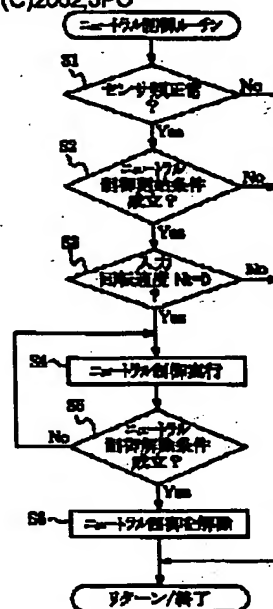 (C)2002,JPO
ニュートラル制御ルーチン
S1
センサ類正常
?
No
Yes
S2
ニュートラル
制御開始条件
成立?
No
Yes
S3
入力
回転速度 Nt=0
?
No
Yes
S4
ニュートラル制御実行
S5
ニュートラル
制御解除条件
成立?
No
Yes
S6
ニュートラル制御を解除
リターン/終了